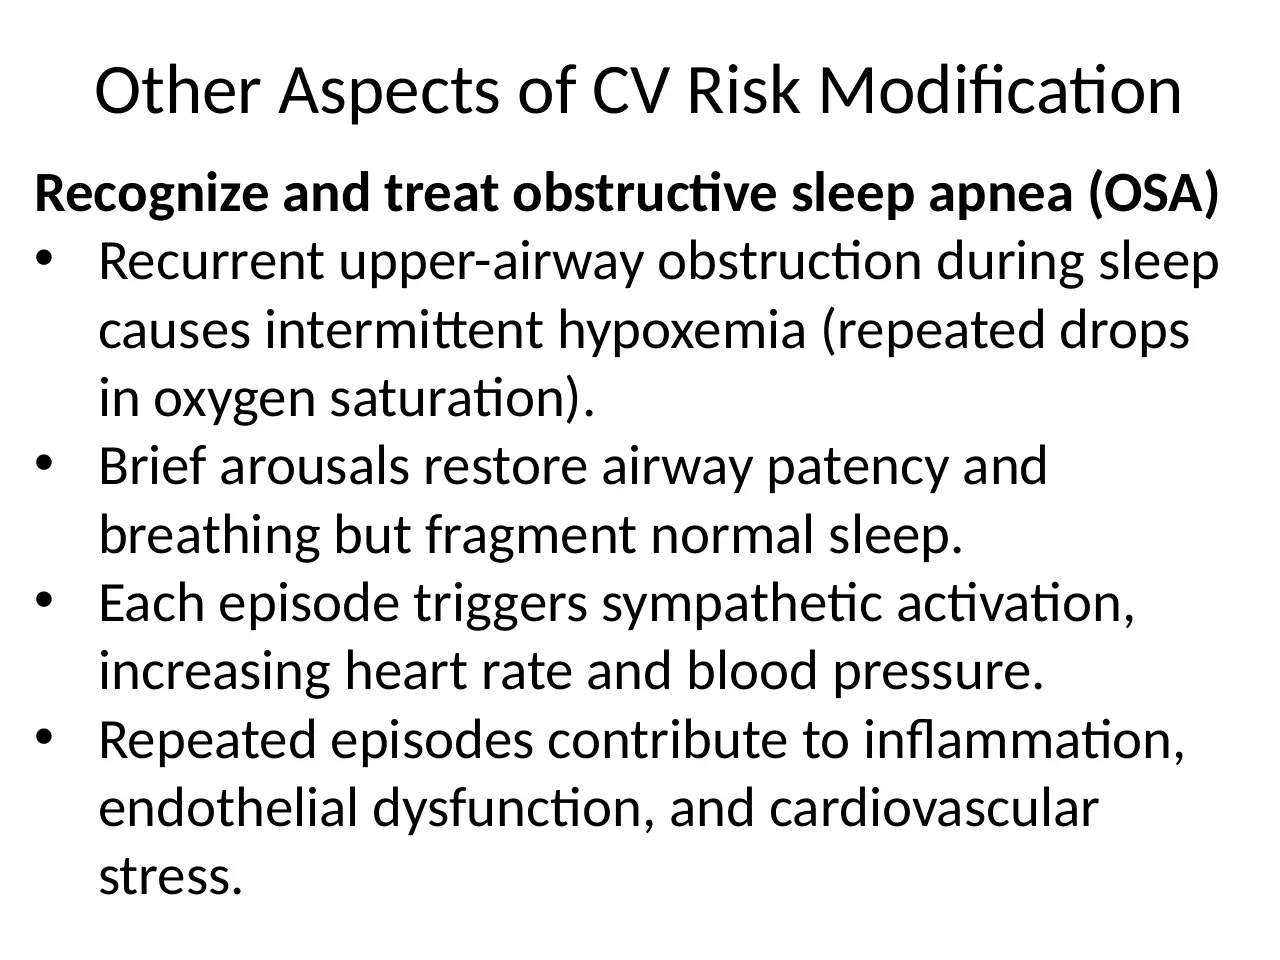 Other Aspects of CV Risk Modification
Recognize and treat obstructive sleep apnea (OSA)
• Recurrent upper-airway obstruction during sleep
causes intermittent hypoxemia (repeated drops
in oxygen saturation).
• Brief arousals restore airway patency and
breathing but fragment normal sleep.
• Each episode triggers sympathetic activation,
increasing heart rate and blood pressure.
• Repeated episodes contribute to inflammation,
endothelial dysfunction, and cardiovascular
stress.